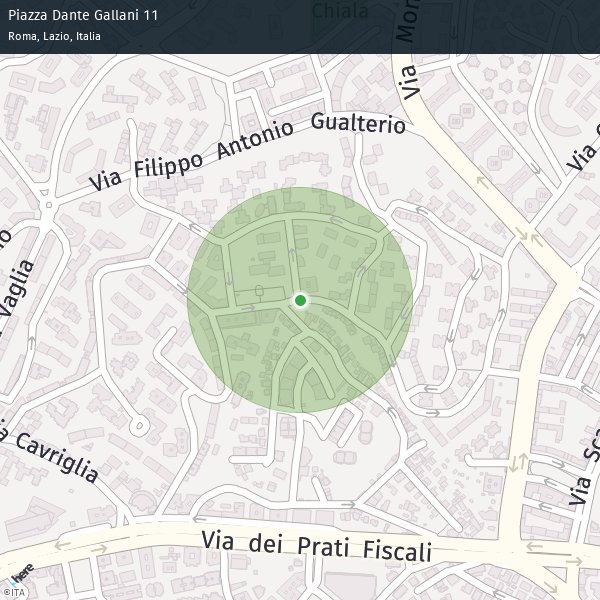 Piazza Dante Gallani 11
Roma, Lazio, Italia
Chiala
Via Mon
Via Filippo Antonio Gualterio
Vaglia
Via Cavriglia
Via Sca
Via dei Prati Fiscali
here
©ITA